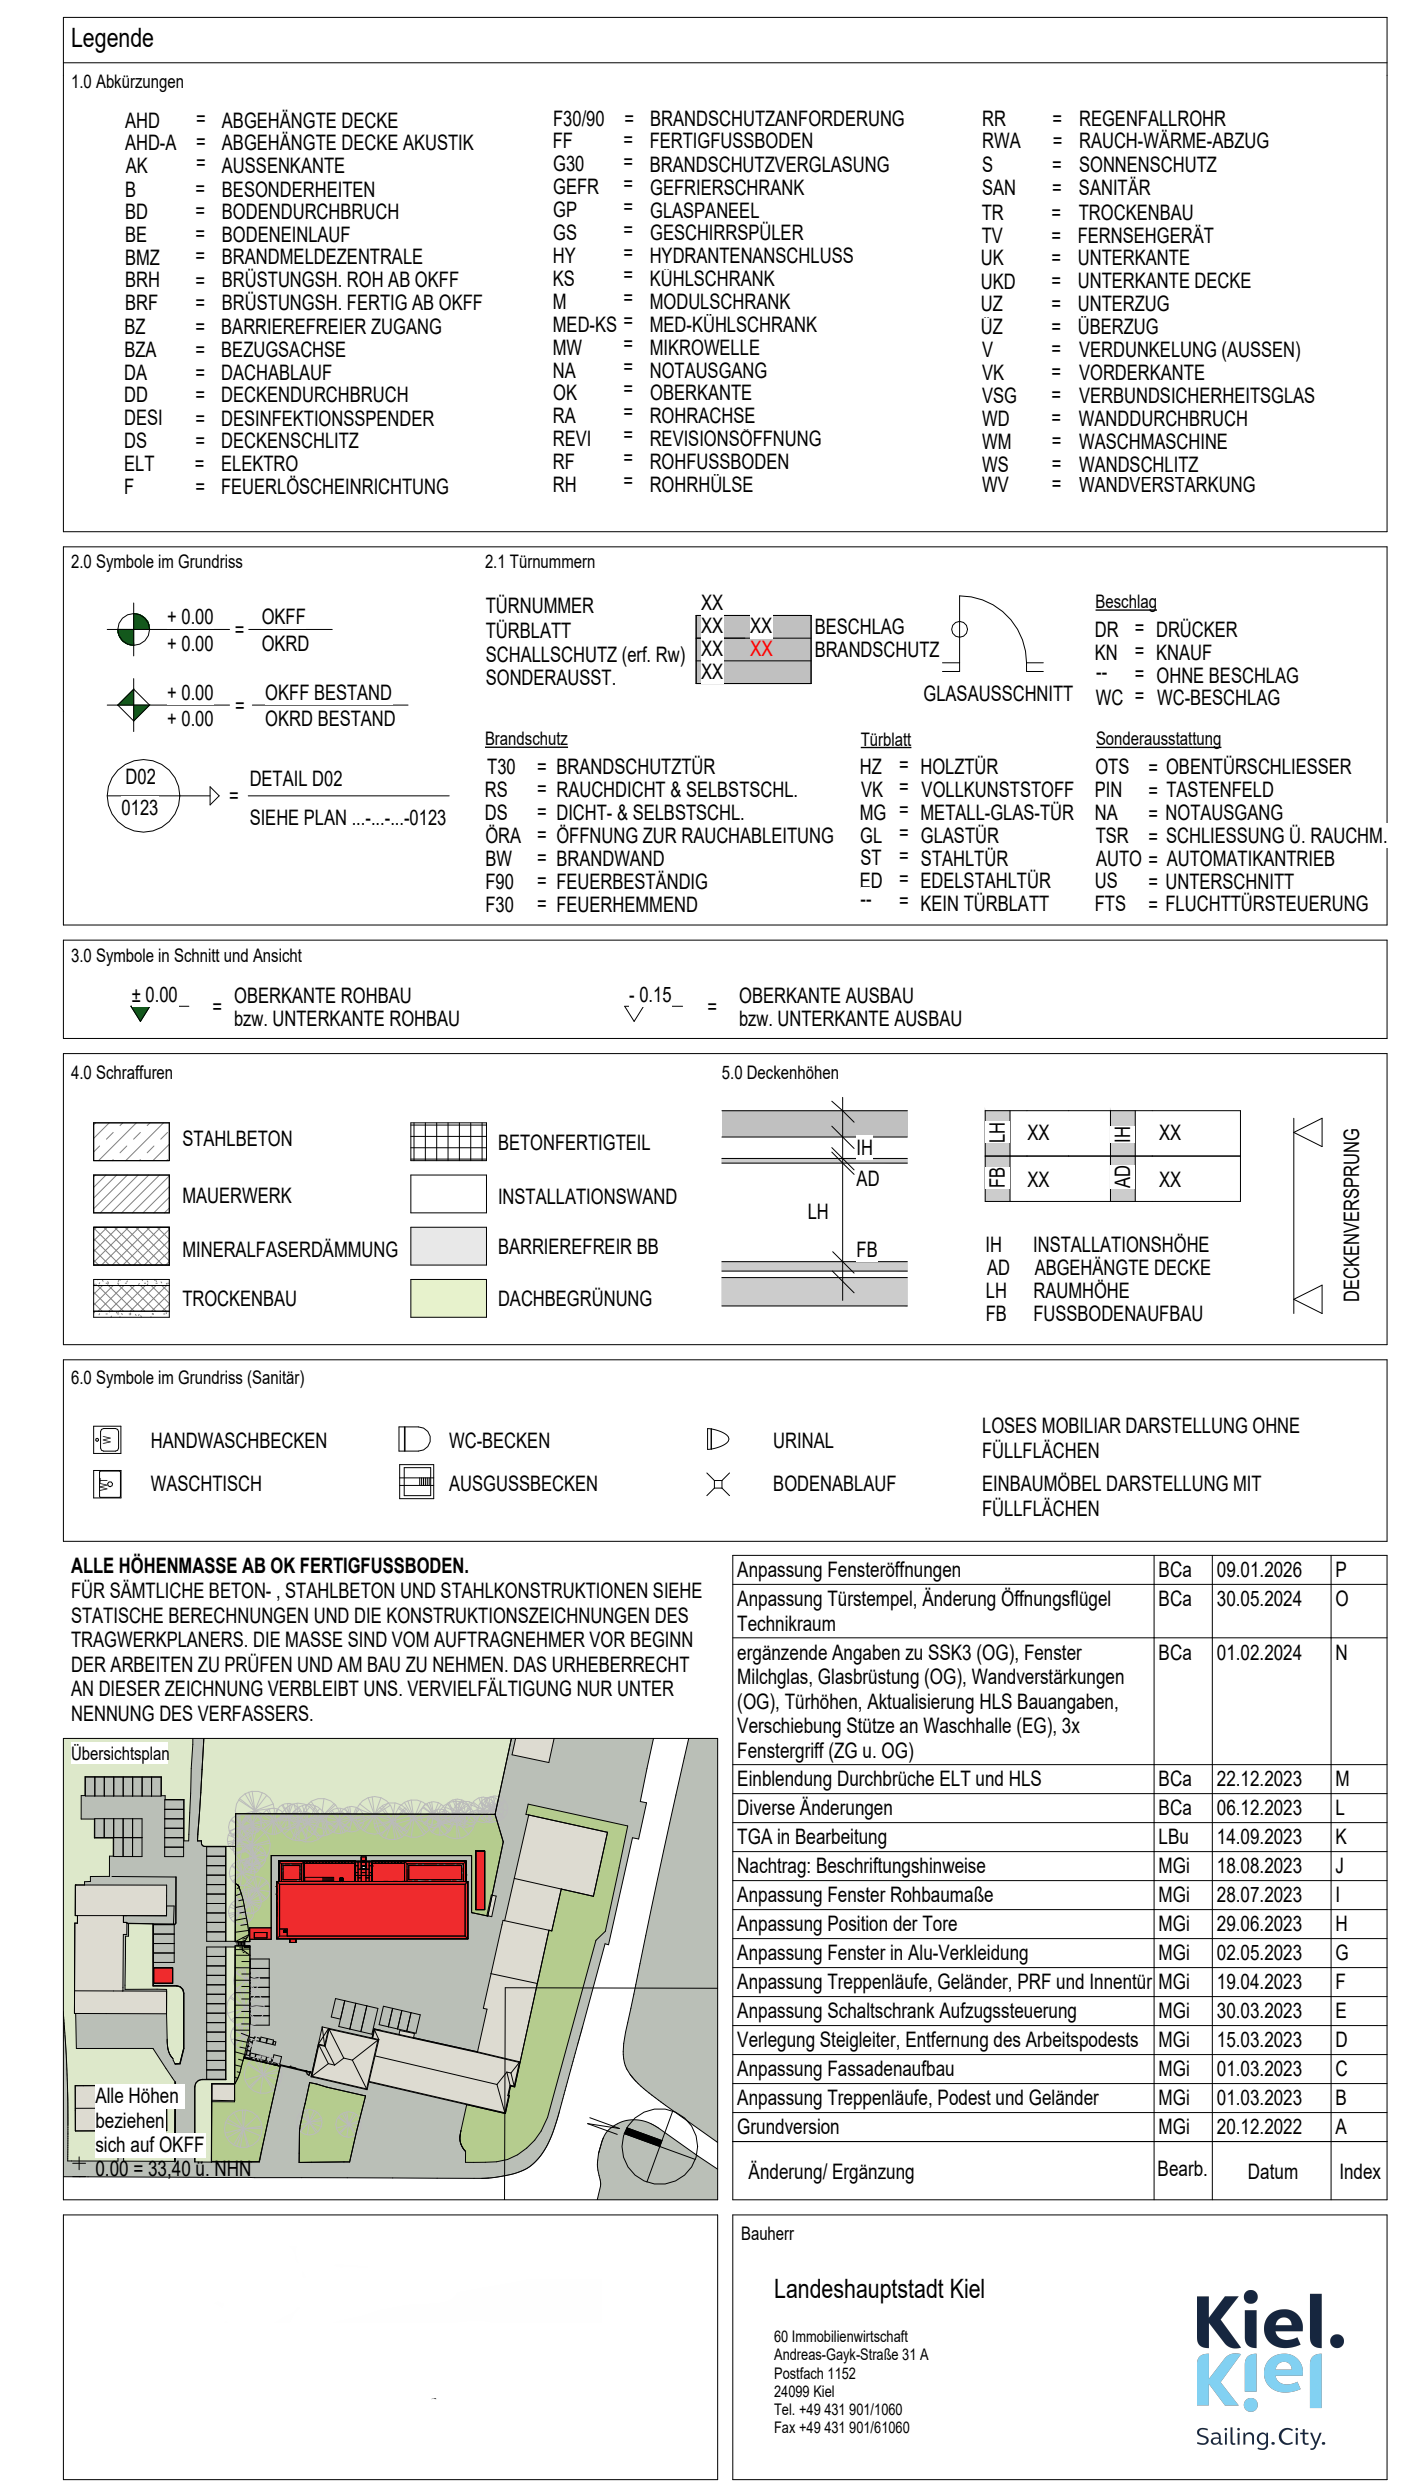 Legende
1.0 Abkürzungen
AHD = ABGEHÄNGTE DECKE
AHD-A = ABGEHÄNGTE DECKE AKUSTIK
AK = AUSSENKANTE
B = BESONDERHEITEN
BD = BODENDURCHBRUCH
BE = BODENEINLAUF
BMZ = BRANDMELDEZENTRALE
BRH = BRÜSTUNGSH. ROH AB OKFF
BRF = BRÜSTUNGSH. FERTIG AB OKFF
BZ = BARRIEREFREIER ZUGANG
BZA = BEZUGSACHSE
DA = DACHABLAUF
DD = DECKENDURCHBRUCH
DESI = DESINFEKTIONSSPENDER
DS = DECKENSCHLITZ
ELT = ELEKTRO
F = FEUERLÖSCHEINRICHTUNG
F30/90 = BRANDSCHUTZANFORDERUNG
FF = FERTIGFUSSBODEN
G30 = BRANDSCHUTZVERGLASUNG
GEFR = GEFRIERSCHRANK
GP = GLASPANEEL
GS = GESCHIRRSPÜLER
HY = HYDRANTENANSCHLUSS
KS = KÜHLSCHRANK
M = MODULSCHRANK
MED-KS = MED-KÜHLSCHRANK
MW = MIKROWELLE
NA = NOTAUSGANG
OK = OBERKANTE
RA = ROHRACHSE
REVI = REVISIONSÖFFNUNG
RF = ROHFUSSBODEN
RH = ROHRHÜLSE
RR = REGENFALLROHR
RWA = RAUCH-WÄRME-ABZUG
S = SONNENSCHUTZ
SAN = SANITÄR
TR = TROCKENBAU
TV = FERNSEHGERÄT
UK = UNTERKANTE
UKD = UNTERKANTE DECKE
UZ = UNTERZUG
ÜZ = ÜBERZUG
V = VERDUNKELUNG (AUSSEN)
VK = VORDERKANTE
VSG = VERBUNDSICHERHEITSGLAS
WD = WANDDURCHBRUCH
WM = WASCHMASCHINE
WS = WANDSCHLITZ
WV = WANDVERSTARKUNG
2.0 Symbole im Grundriss
+ 0.00 = OKFF
+ 0.00 OKRD
+ 0.00 = OKFF BESTAND
+ 0.00 OKRD BESTAND
D02 = DETAIL D02
0123 SIEHE PLAN ...-...-...-0123
2.1 Türnummern
TÜRNUMMER XX
TÜRBLATT XX XX BESCHLAG
SCHALLSCHUTZ (erf. Rw) XX XX BRANDSCHUTZ
SONDERAUSST. XX
GLASAUSSCHNITT
Beschlag
DR = DRÜCKER
KN = KNAUF
-- = OHNE BESCHLAG
WC = WC-BESCHLAG
Brandschutz
T30 = BRANDSCHUTZTÜR
RS = RAUCHDICHT & SELBSTSCHL.
DS = DICHT- & SELBSTSCHL.
ÖRA = ÖFFNUNG ZUR RAUCHABLEITUNG
BW = BRANDWAND
F90 = FEUERBESTÄNDIG
F30 = FEUERHEMMEND
Türblatt
HZ = HOLZTÜR
VK = VOLLKUNSTSTOFF
MG = METALL-GLAS-TÜR
GL = GLASTÜR
ST = STAHLTÜR
ED = EDELSTAHLTÜR
-- = KEIN TÜRBLATT
Sonderausstattung
OTS = OBENTÜRSCHLIESSER
PIN = TASTENFELD
NA = NOTAUSGANG
TSR = SCHLIESSUNG Ü. RAUCHM.
AUTO = AUTOMATIKANTRIEB
US = UNTERSCHNITT
FTS = FLUCHTTÜRSTEUERUNG
3.0 Symbole in Schnitt und Ansicht
± 0.00 = OBERKANTE ROHBAU
bzw. UNTERKANTE ROHBAU
- 0.15 = OBERKANTE AUSBAU
bzw. UNTERKANTE AUSBAU
4.0 Schraffuren
STAHLBETON
MAUERWERK
MINERALFASERDÄMMUNG
TROCKENBAU
BETONFERTIGTEIL
INSTALLATIONSWAND
BARRIEREFREIR BB
DACHBEGRÜNUNG
5.0 Deckenhöhen
IH
AD
LH
FB
LH XX IH XX
FB XX AD XX
IH INSTALLATIONSHÖHE
AD ABGEHÄNGTE DECKE
LH RAUMHÖHE
FB FUSSBODENAUFBAU
DECKENVERSPRUNG
6.0 Symbole im Grundriss (Sanitär)
HANDWASCHBECKEN
WASCHTISCH
WC-BECKEN
AUSGUSSBECKEN
URINAL
BODENABLAUF
LOSES MOBILIAR DARSTELLUNG OHNE
FÜLLFLÄCHEN
EINBAUMÖBEL DARSTELLUNG MIT
FÜLLFLÄCHEN
ALLE HÖHENMASSE AB OK FERTIGFUSSBODEN.
FÜR SÄMTLICHE BETON- , STAHLBETON UND STAHLKONSTRUKTIONEN SIEHE
STATISCHE BERECHNUNGEN UND DIE KONSTRUKTIONSZEICHNUNGEN DES
TRAGWERKPLANERS. DIE MASSE SIND VOM AUFTRAGNEHMER VOR BEGINN
DER ARBEITEN ZU PRÜFEN UND AM BAU ZU NEHMEN. DAS URHEBERRECHT
AN DIESER ZEICHNUNG VERBLEIBT UNS. VERVIELFÄLTIGUNG NUR UNTER
NENNUNG DES VERFASSERS.
Übersichtsplan
Alle Höhen
beziehen
sich auf OKFF
0.00 = 33,40 ü. NHN
Anpassung Fensteröffnungen BCa 09.01.2026 P
Anpassung Türstempel, Änderung Öffnungsflügel BCa 30.05.2024 O
Technikraum
ergänzende Angaben zu SSK3 (OG), Fenster BCa 01.02.2024 N
Milchglas, Glasbrüstung (OG), Wandverstärkungen
(OG), Türhöhen, Aktualisierung HLS Bauangaben,
Verschiebung Stütze an Waschhalle (EG), 3x
Fenstergriff (ZG u. OG)
Einblendung Durchbrüche ELT und HLS BCa 22.12.2023 M
Diverse Änderungen BCa 06.12.2023 L
TGA in Bearbeitung LBu 14.09.2023 K
Nachtrag: Beschriftungshinweise MGi 18.08.2023 J
Anpassung Fenster Rohbaumaße MGi 28.07.2023 I
Anpassung Position der Tore MGi 29.06.2023 H
Anpassung Fenster in Alu-Verkleidung MGi 02.05.2023 G
Anpassung Treppenläufe, Geländer, PRF und Innentür MGi 19.04.2023 F
Anpassung Schaltschrank Aufzugssteuerung MGi 30.03.2023 E
Verlegung Steigleiter, Entfernung des Arbeitspodests MGi 15.03.2023 D
Anpassung Fassadenaufbau MGi 01.03.2023 C
Anpassung Treppenläufe, Podest und Geländer MGi 01.03.2023 B
Grundversion MGi 20.12.2022 A
Änderung/ Ergänzung Bearb. Datum Index
Bauherr
Landeshauptstadt Kiel
60 Immobilienwirtschaft
Andreas-Gayk-Straße 31 A
Postfach 1152
24099 Kiel
Tel. +49 431 901/1060
Fax +49 431 901/61060
Kiel.
Kiel
Sailing.City.